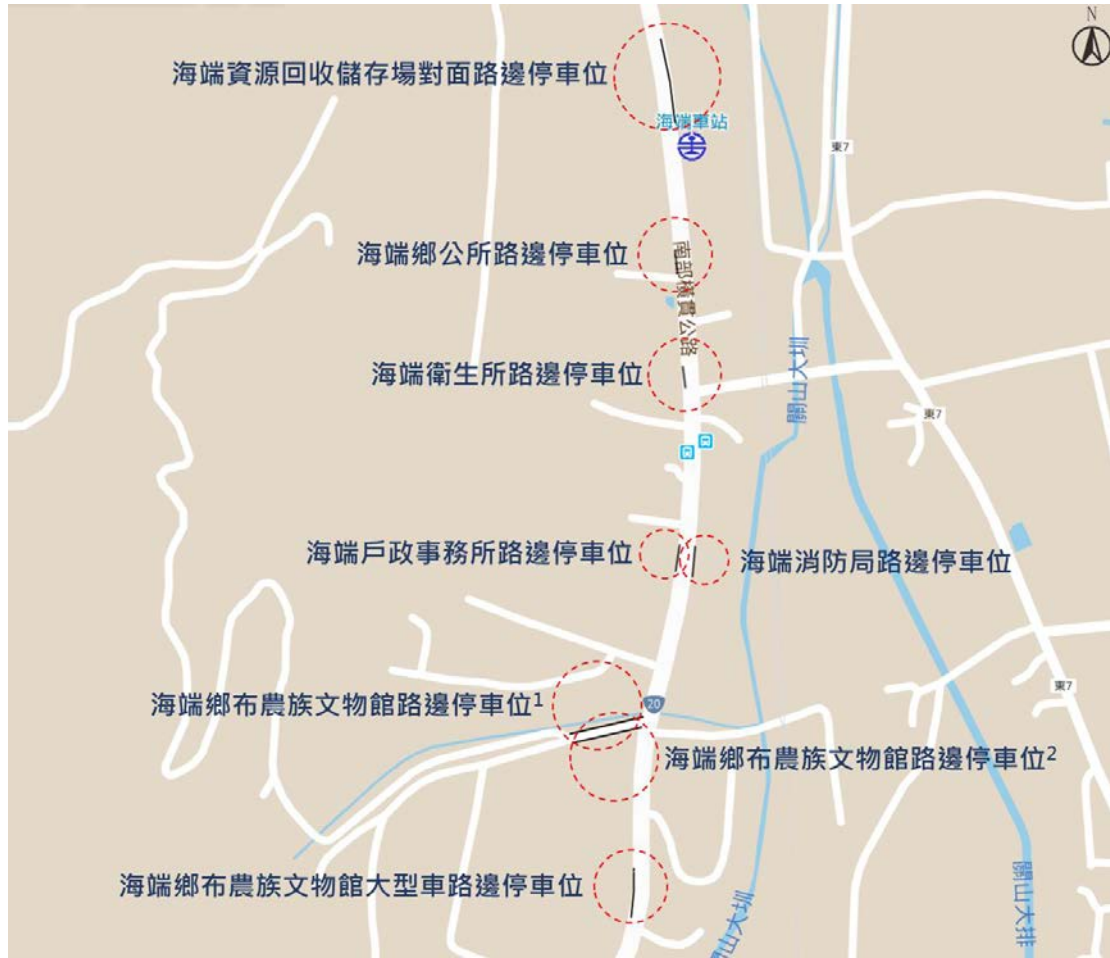 N
海端資源回收儲存場對面路邊停車位
海端車站
東7
海端鄉公所路邊停車位
南部橫貫公路
海端衛生所路邊停車位
關山大圳
東7
海端戶政事務所路邊停車位
海端消防局路邊停車位
東7
海端鄉布農族文物館路邊停車位1
20
海端鄉布農族文物館路邊停車位2
海端鄉布農族文物館大型車路邊停車位
關山大排
山大圳